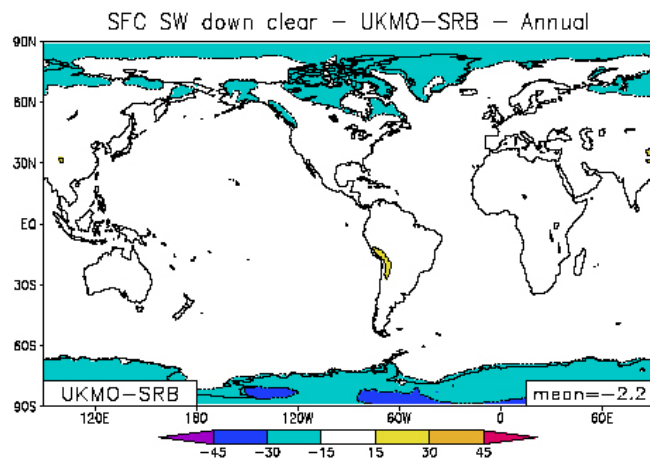 SFC SW down clear - UKMO-SRB - Annual
90N
60N
30N
EQ
30S
60S
90S
UKMO-SRB
mean=-2.2
120E 180 120W 60W 0 60E
-45 -30 -15 15 30 45